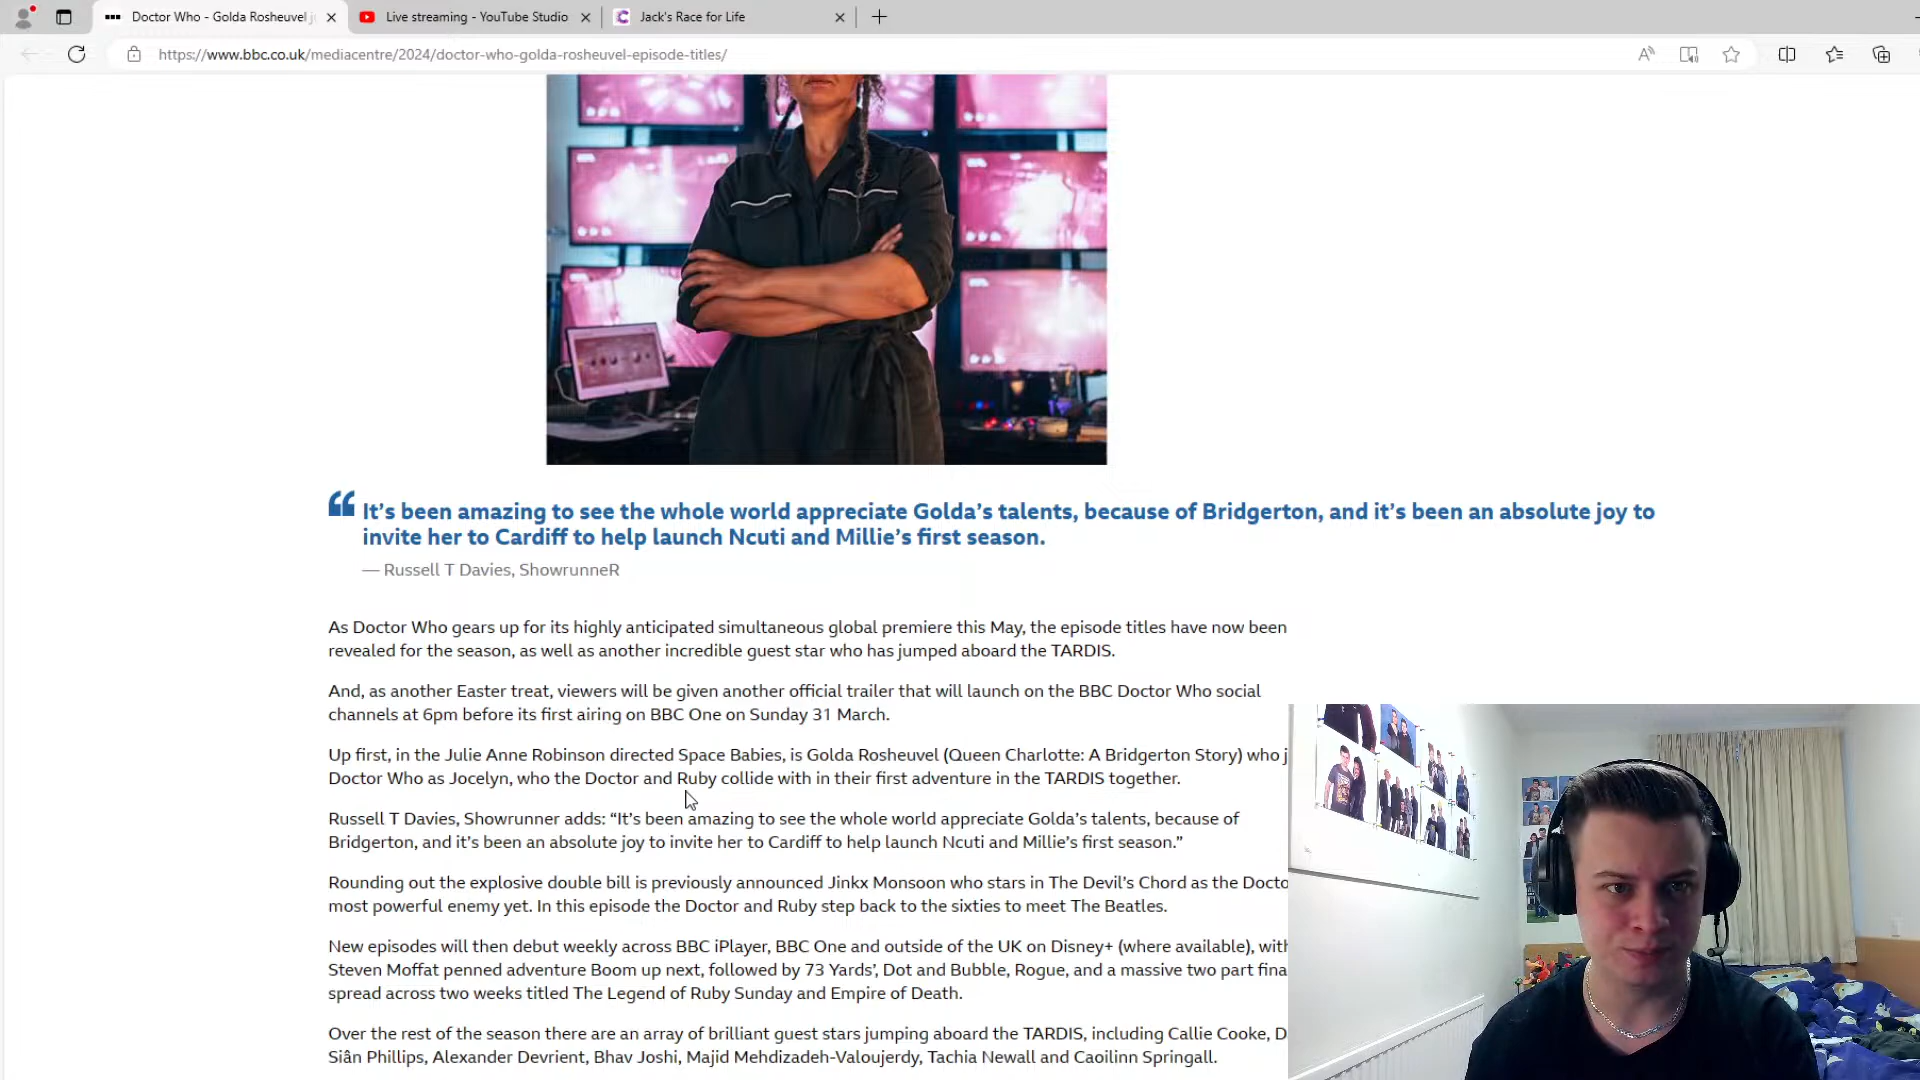 Doctor Who - Golda Rosheuvel j
Live streaming - YouTube Studio
Jack's Race for Life
https://www.bbc.co.uk/mediacentre/2024/doctor-who-golda-rosheuvel-episode-titles/
It’s been amazing to see the whole world appreciate Golda’s talents, because of Bridgerton, and it’s been an absolute joy to
invite her to Cardiff to help launch Ncuti and Millie’s first season.
— Russell T Davies, ShowrunneR
As Doctor Who gears up for its highly anticipated simultaneous global premiere this May, the episode titles have now been
revealed for the season, as well as another incredible guest star who has jumped aboard the TARDIS.
And, as another Easter treat, viewers will be given another official trailer that will launch on the BBC Doctor Who social
channels at 6pm before its first airing on BBC One on Sunday 31 March.
Up first, in the Julie Anne Robinson directed Space Babies, is Golda Rosheuvel (Queen Charlotte: A Bridgerton Story) who j
Doctor Who as Jocelyn, who the Doctor and Ruby collide with in their first adventure in the TARDIS together.
Russell T Davies, Showrunner adds: “It’s been amazing to see the whole world appreciate Golda’s talents, because of
Bridgerton, and it’s been an absolute joy to invite her to Cardiff to help launch Ncuti and Millie’s first season.”
Rounding out the explosive double bill is previously announced Jinkx Monsoon who stars in The Devil’s Chord as the Docto
most powerful enemy yet. In this episode the Doctor and Ruby step back to the sixties to meet The Beatles.
New episodes will then debut weekly across BBC iPlayer, BBC One and outside of the UK on Disney+ (where available), with
Steven Moffat penned adventure Boom up next, followed by 73 Yards’, Dot and Bubble, Rogue, and a massive two part fina
spread across two weeks titled The Legend of Ruby Sunday and Empire of Death.
Over the rest of the season there are an array of brilliant guest stars jumping aboard the TARDIS, including Callie Cooke, D
Siân Phillips, Alexander Devrient, Bhav Joshi, Majid Mehdizadeh-Valoujerdy, Tachia Newall and Caoilinn Springall.